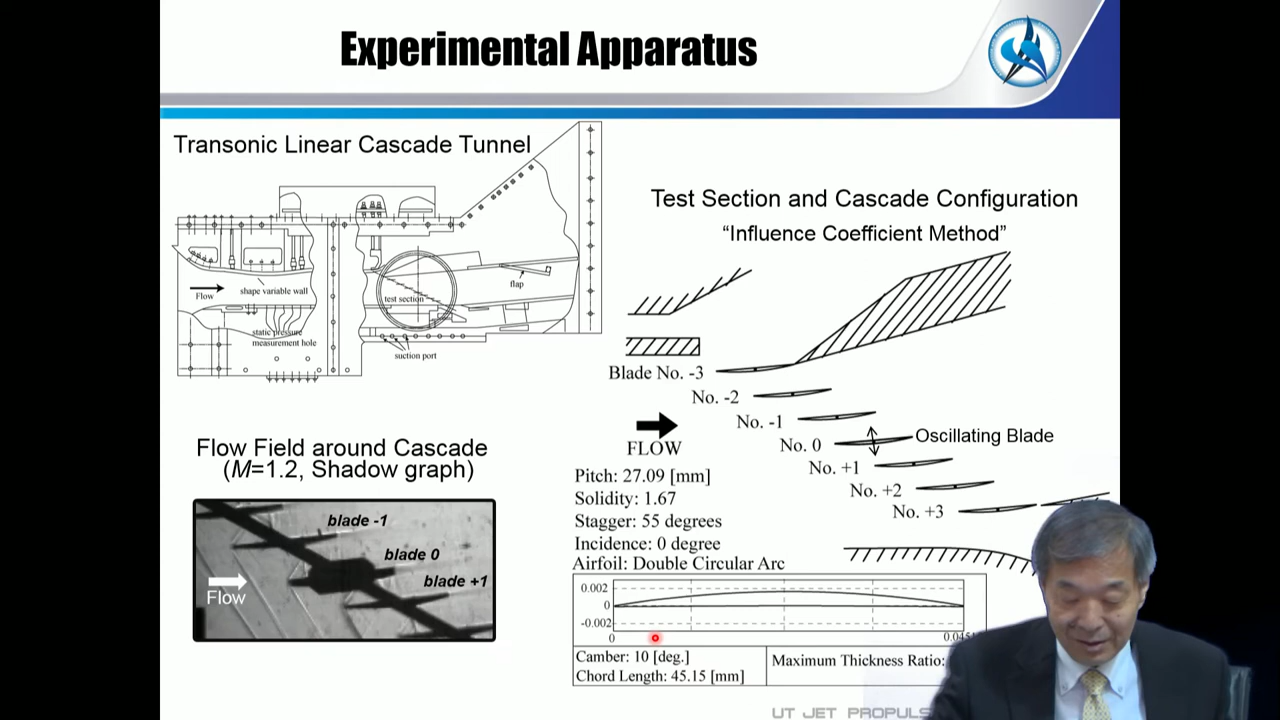 Experimental Apparatus
Transonic Linear Cascade Tunnel
Flow
shape variable wall
static pressure
measurement hole
test section
flap
suction port
Test Section and Cascade Configuration
“Influence Coefficient Method”
Blade No. -3
No. -2
No. -1
No. 0
Oscillating Blade
No. +1
No. +2
No. +3
FLOW
Pitch: 27.09 [mm]
Solidity: 1.67
Stagger: 55 degrees
Incidence: 0 degree
Airfoil: Double Circular Arc
0.002
0
-0.002
0
Camber: 10 [deg.]
Chord Length: 45.15 [mm]
Maximum Thickness Ratio:
Flow Field around Cascade
(M=1.2, Shadow graph)
blade -1
blade 0
blade +1
Flow
UT JET